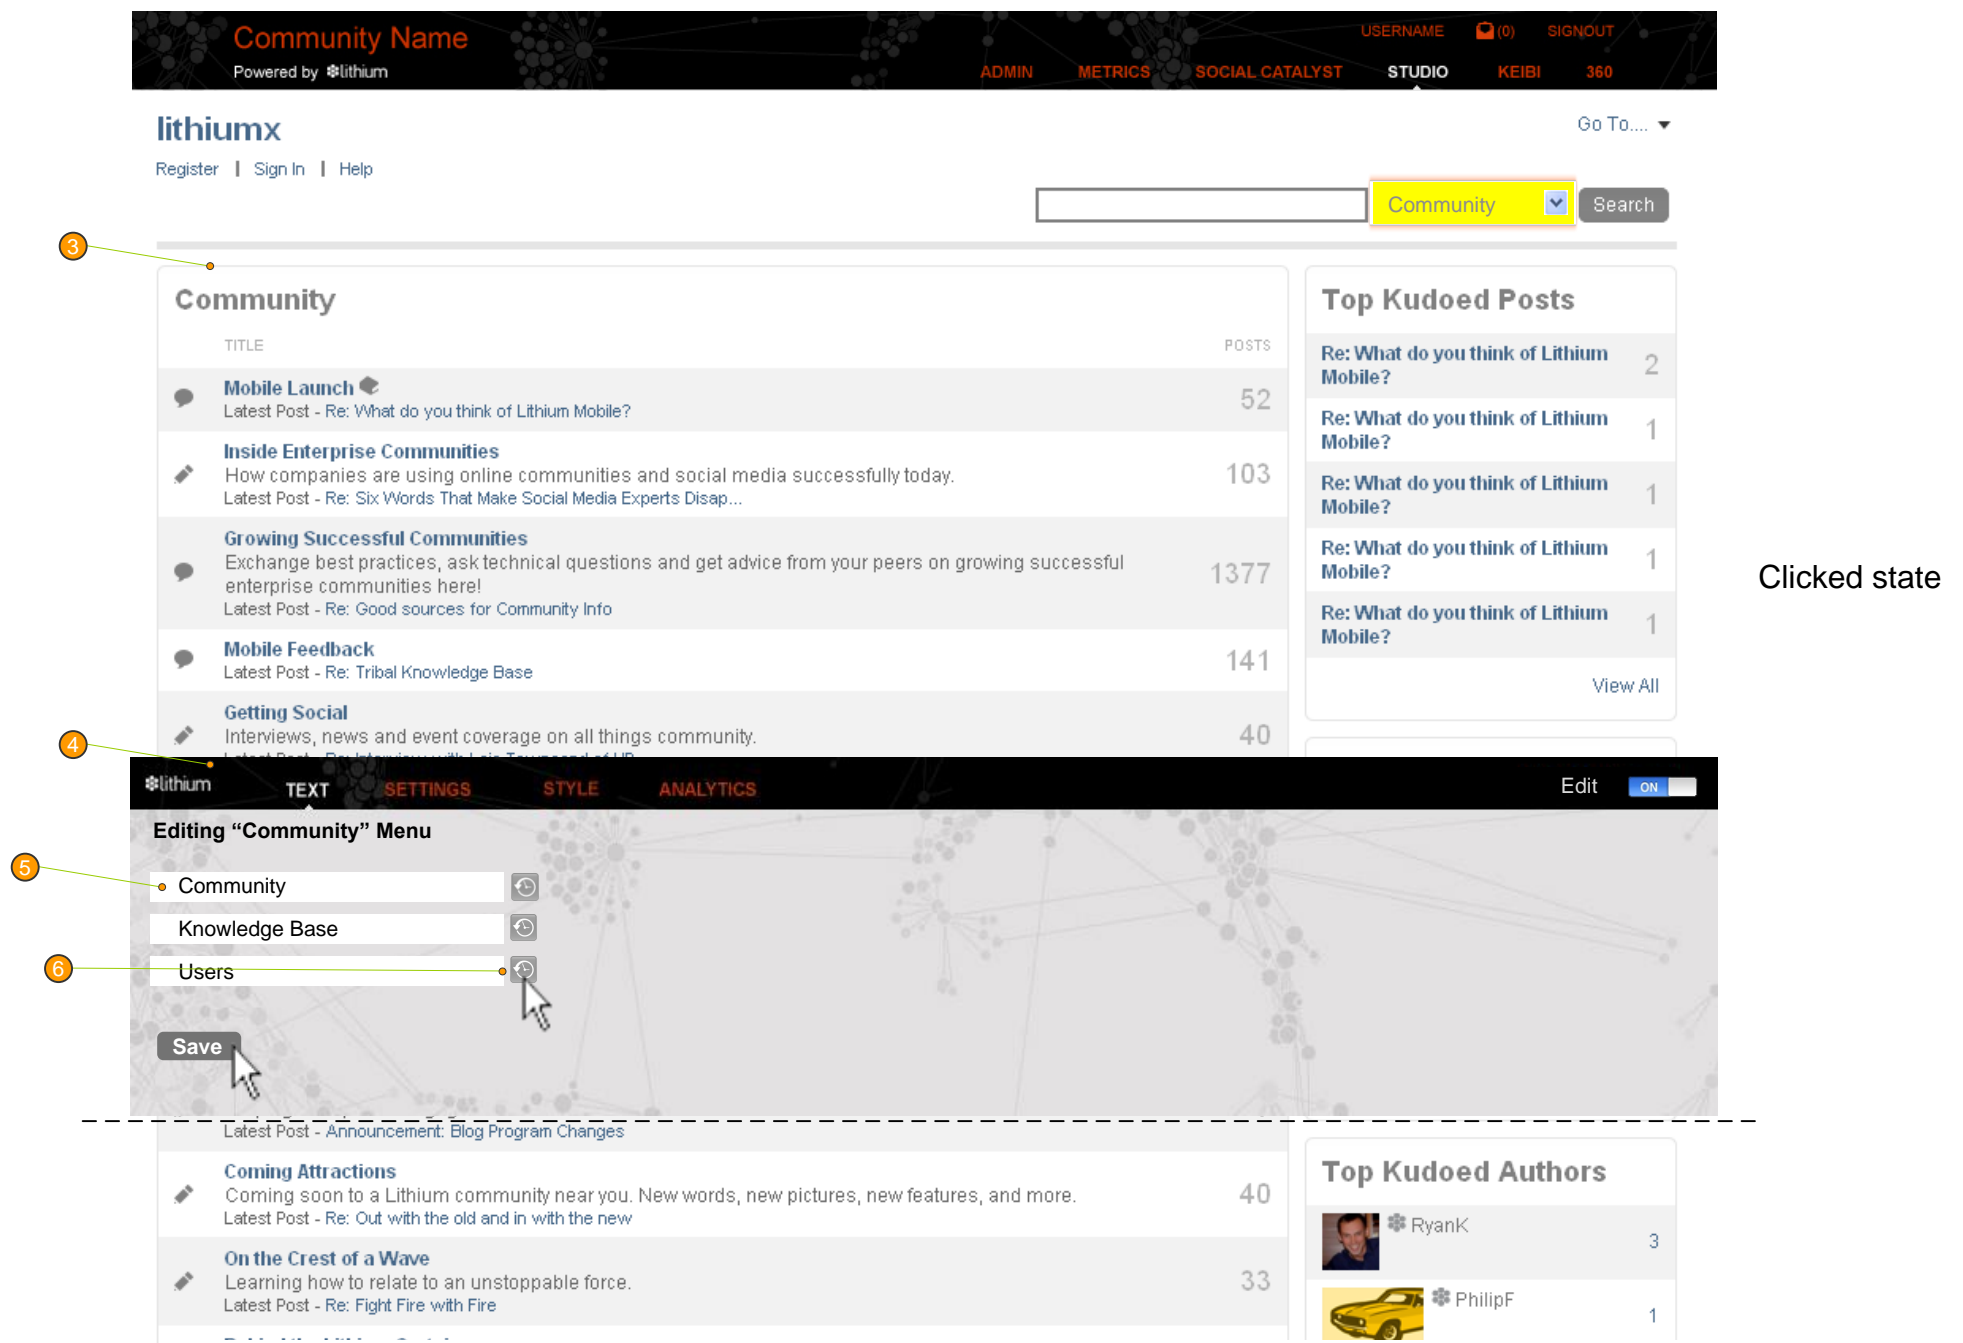 Community Name
Powered by lithium
USERNAME (0) SIGNOUT
ADMIN METRICS SOCIAL CATALYST STUDIO KEIBI 360
lithiumx
Go To....
Register | Sign In | Help
Community Search
3
Community
TITLE POSTS
Mobile Launch
Latest Post - Re: What do you think of Lithium Mobile?
52
Inside Enterprise Communities
How companies are using online communities and social media successfully today.
Latest Post - Re: Six Words That Make Social Media Experts Disap...
103
Growing Successful Communities
Exchange best practices, ask technical questions and get advice from your peers on growing successful
enterprise communities here!
Latest Post - Re: Good sources for Community Info
1377
Mobile Feedback
Latest Post - Re: Tribal Knowledge Base
141
Getting Social
Interviews, news and event coverage on all things community.
Latest Post - Re: Interview with Lois Townsend of HP
40
Top Kudoed Posts
Re: What do you think of Lithium
Mobile?
2
Re: What do you think of Lithium
Mobile?
1
Re: What do you think of Lithium
Mobile?
1
Re: What do you think of Lithium
Mobile?
1
Re: What do you think of Lithium
Mobile?
1
View All
Clicked state
4
lithium TEXT SETTINGS STYLE ANALYTICS Edit ON
Editing “Community” Menu
5
Community
Knowledge Base
6
Users
Save
Latest Post - Announcement: Blog Program Changes
Coming Attractions
Coming soon to a Lithium community near you. New words, new pictures, new features, and more.
Latest Post - Re: Out with the old and in with the new
40
On the Crest of a Wave
Learning how to relate to an unstoppable force.
Latest Post - Re: Fight Fire with Fire
33
Top Kudoed Authors
RyanK
3
PhilipF
1